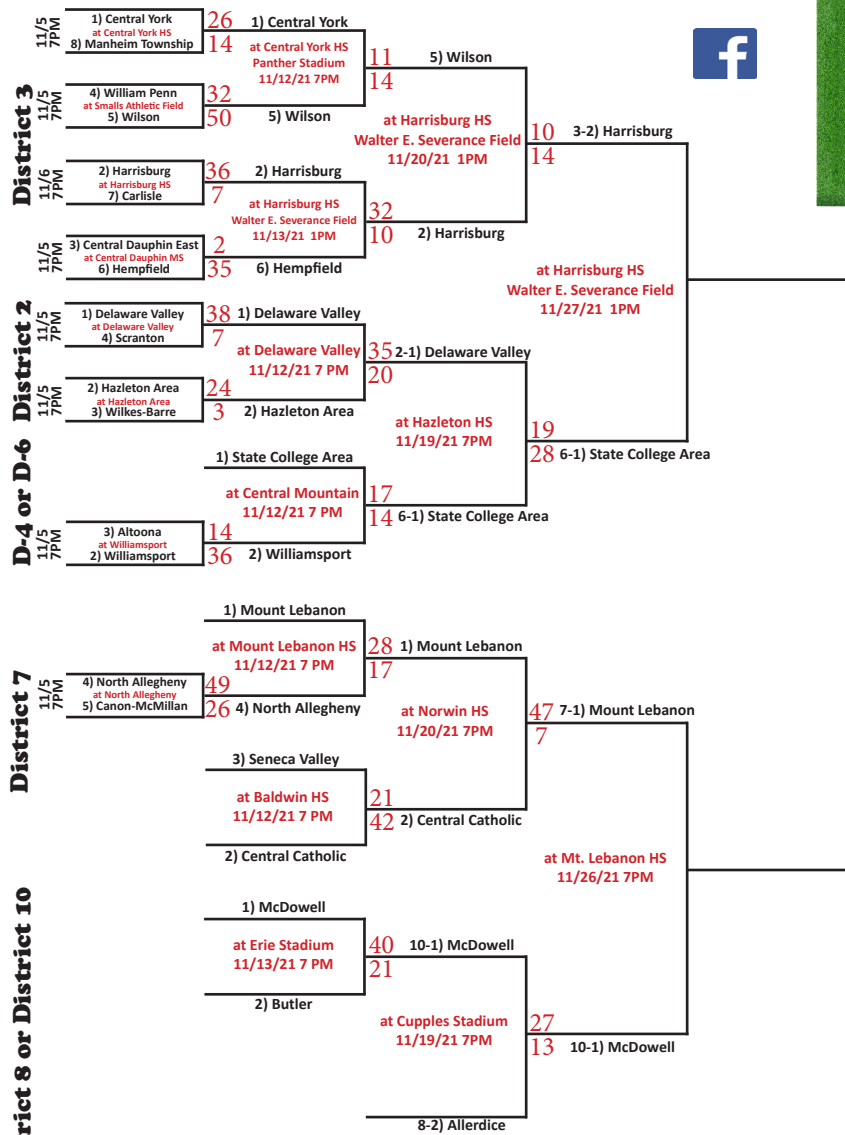 District 3
11/5
7PM
1) Central York
at Central York HS
8) Manheim Township
26
14
11/5
7PM
4) William Penn
at Smalls Athletic Field
5) Wilson
32
50
11/6
7PM
2) Harrisburg
at Harrisburg HS
7) Carlisle
36
7
11/5
7PM
3) Central Dauphin East
at Central Dauphin MS
6) Hempfield
2
35
1) Central York
at Central York HS
Panther Stadium
11/12/21 7PM
5) Wilson
11
14
2) Harrisburg
at Harrisburg HS
Walter E. Severance Field
11/13/21 1PM
6) Hempfield
32
10
5) Wilson
at Harrisburg HS
Walter E. Severance Field
11/20/21 1PM
2) Harrisburg
10
14
3-2) Harrisburg
at Harrisburg HS
Walter E. Severance Field
11/27/21 1PM
6-1) State College Area
District 2
11/5
7PM
1) Delaware Valley
at Delaware Valley
4) Scranton
38
7
11/5
7PM
2) Hazleton Area
at Hazleton Area
3) Wilkes-Barre
24
3
1) Delaware Valley
at Delaware Valley
11/12/21 7 PM
2) Hazleton Area
35
20
2-1) Delaware Valley
at Hazleton HS
11/19/21 7PM
6-1) State College Area
19
28
D-4 or D-6
1) State College Area
at Central Mountain
11/12/21 7 PM
2) Williamsport
17
14
11/5
7PM
3) Altoona
at Williamsport
2) Williamsport
14
36
District 7
1) Mount Lebanon
at Mount Lebanon HS
11/12/21 7 PM
4) North Allegheny
28
17
11/5
7PM
4) North Allegheny
at North Allegheny
5) Canon-McMillan
49
26
3) Seneca Valley
at Baldwin HS
11/12/21 7 PM
2) Central Catholic
21
42
1) Mount Lebanon
at Norwin HS
11/20/21 7PM
2) Central Catholic
47
7
7-1) Mount Lebanon
at Mt. Lebanon HS
11/26/21 7PM
10-1) McDowell
rict 8 or District 10
1) McDowell
at Erie Stadium
11/13/21 7 PM
2) Butler
40
21
10-1) McDowell
at Cupples Stadium
11/19/21 7PM
8-2) Allerdice
27
13
f